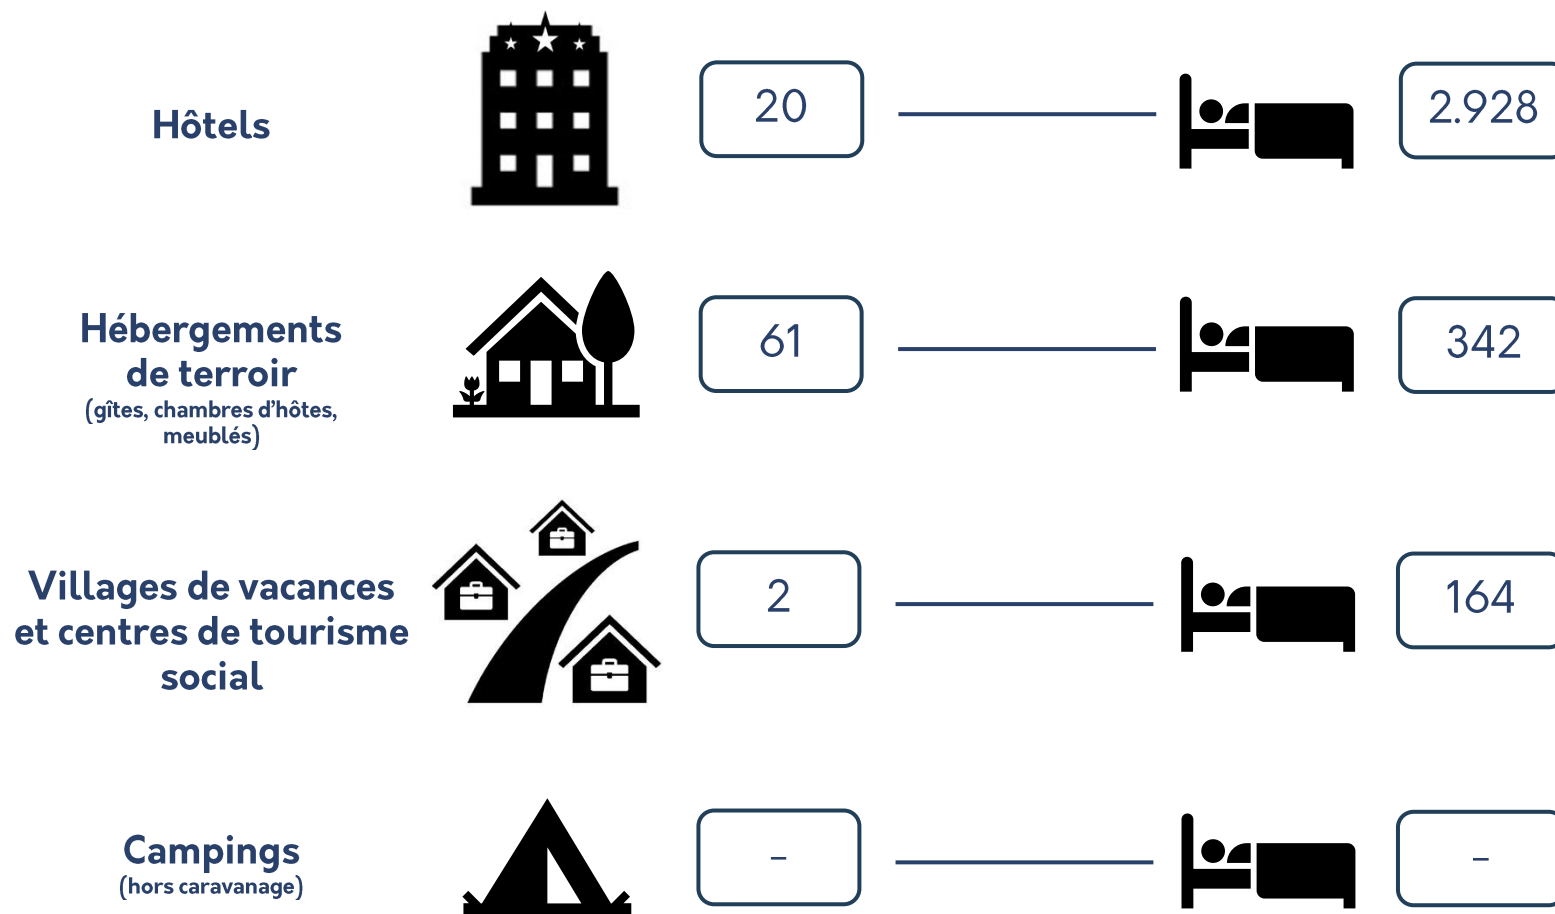 Hôtels
20
2.928
Hébergements
de terroir
(gîtes, chambres d'hôtes,
meublés)
61
342
Villages de vacances
et centres de tourisme
social
2
164
Campings
(hors caravanage)
-
-